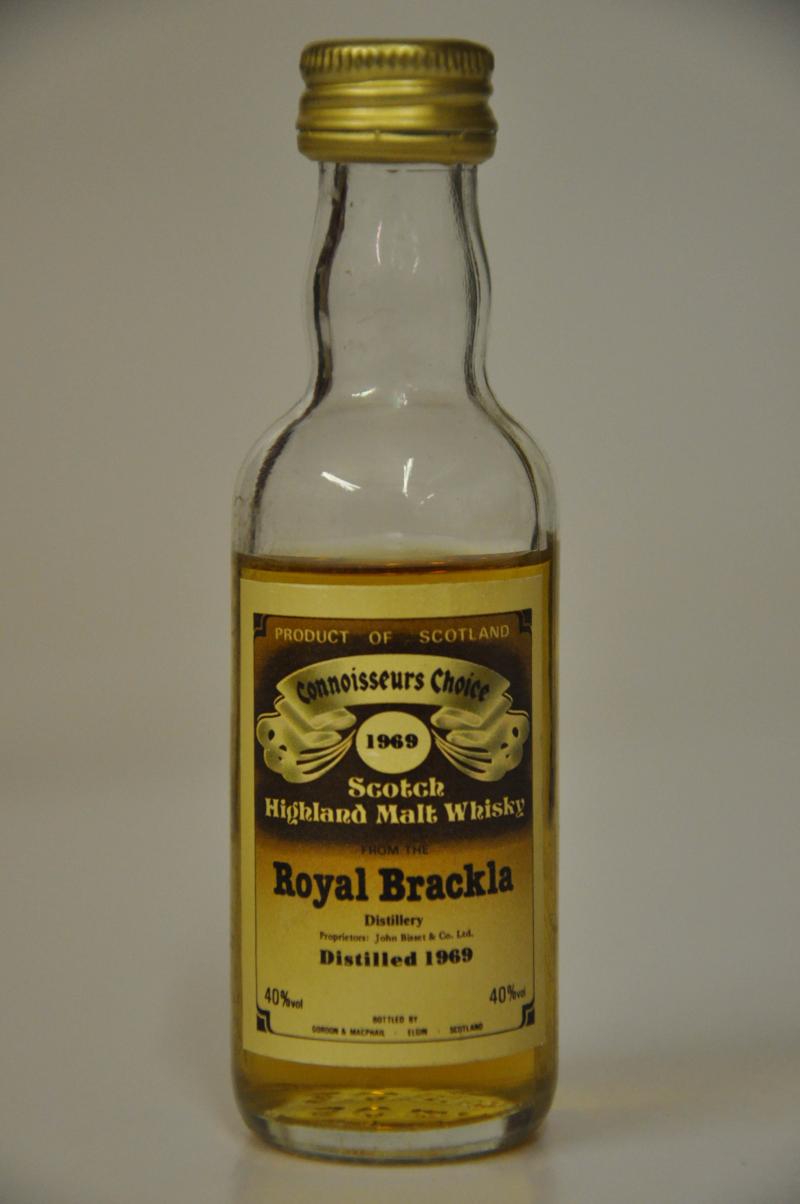 PRODUCT OF SCOTLAND
Connoisseurs Choice
1969
Scotch
Highland Malt Whisky
FROM THE
Royal Brackla
Distillery
Proprietors: John Bisset & Co. Ltd.
Distilled 1969
40%vol 40%vol
BOTTLED BY
GORDON & MACPHAIL · ELGIN · SCOTLAND